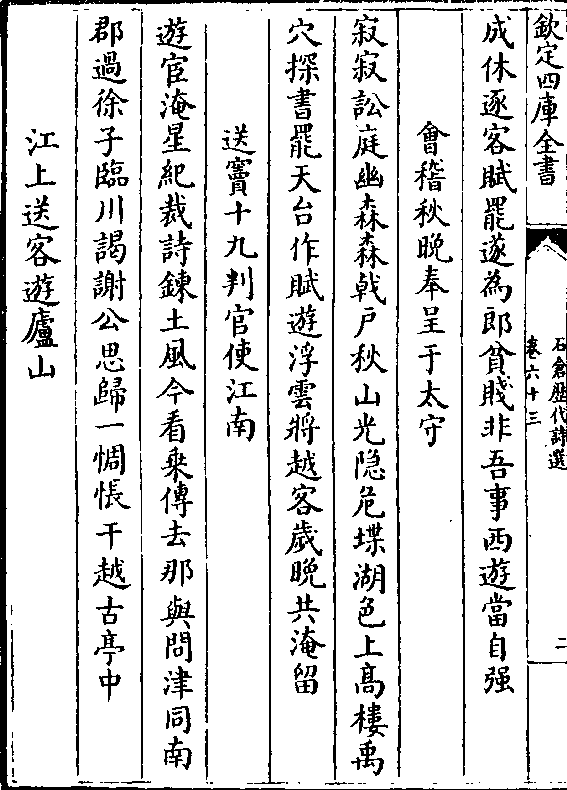 欽定四庫全書
石倉歷代詩選
卷六十三
二
成休逐客賦罷遂為郎貧賤非吾事西遊當自强
會稽秋晚奉呈于太守
寂寂訟庭幽森森戟戶秋山光隐危堞湖色上高樓禹
穴探書罷天台作賦遊浮雲將越客歲晚共淹留
送竇十九判官使江南
遊宦淹星紀裁詩鍊土風今看乘傳去那與問津同南
郡過徐子臨川謁謝公思歸一惆悵干越古亭中
江上送客遊廬山